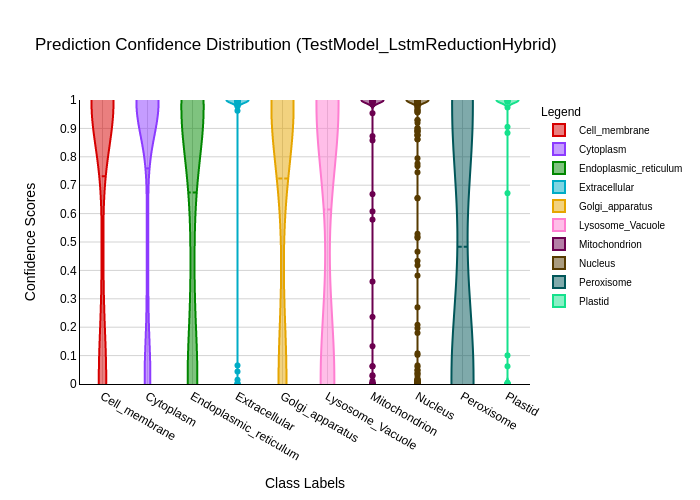 Prediction Confidence Distribution (TestModel_LstmReductionHybrid)
Confidence Scores
1
0.9
0.8
0.7
0.6
0.5
0.4
0.3
0.2
0.1
0
Cell_membrane
Cytoplasm
Endoplasmic_reticulum
Extracellular
Golgi_apparatus
Lysosome_Vacuole
Mitochondrion
Nucleus
Peroxisome
Plastid
Class Labels
Legend
Cell_membrane
Cytoplasm
Endoplasmic_reticulum
Extracellular
Golgi_apparatus
Lysosome_Vacuole
Mitochondrion
Nucleus
Peroxisome
Plastid